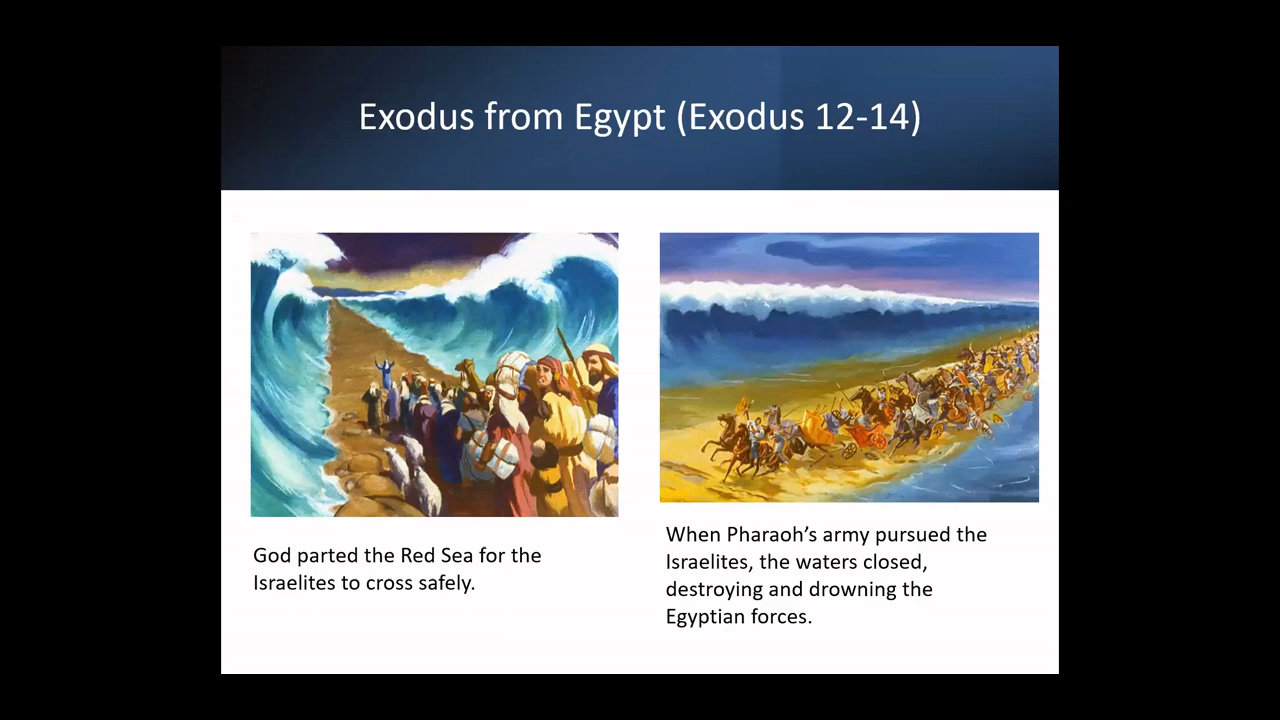 Exodus from Egypt (Exodus 12-14)
God parted the Red Sea for the
Israelites to cross safely.
When Pharaoh’s army pursued the
Israelites, the waters closed,
destroying and drowning the
Egyptian forces.